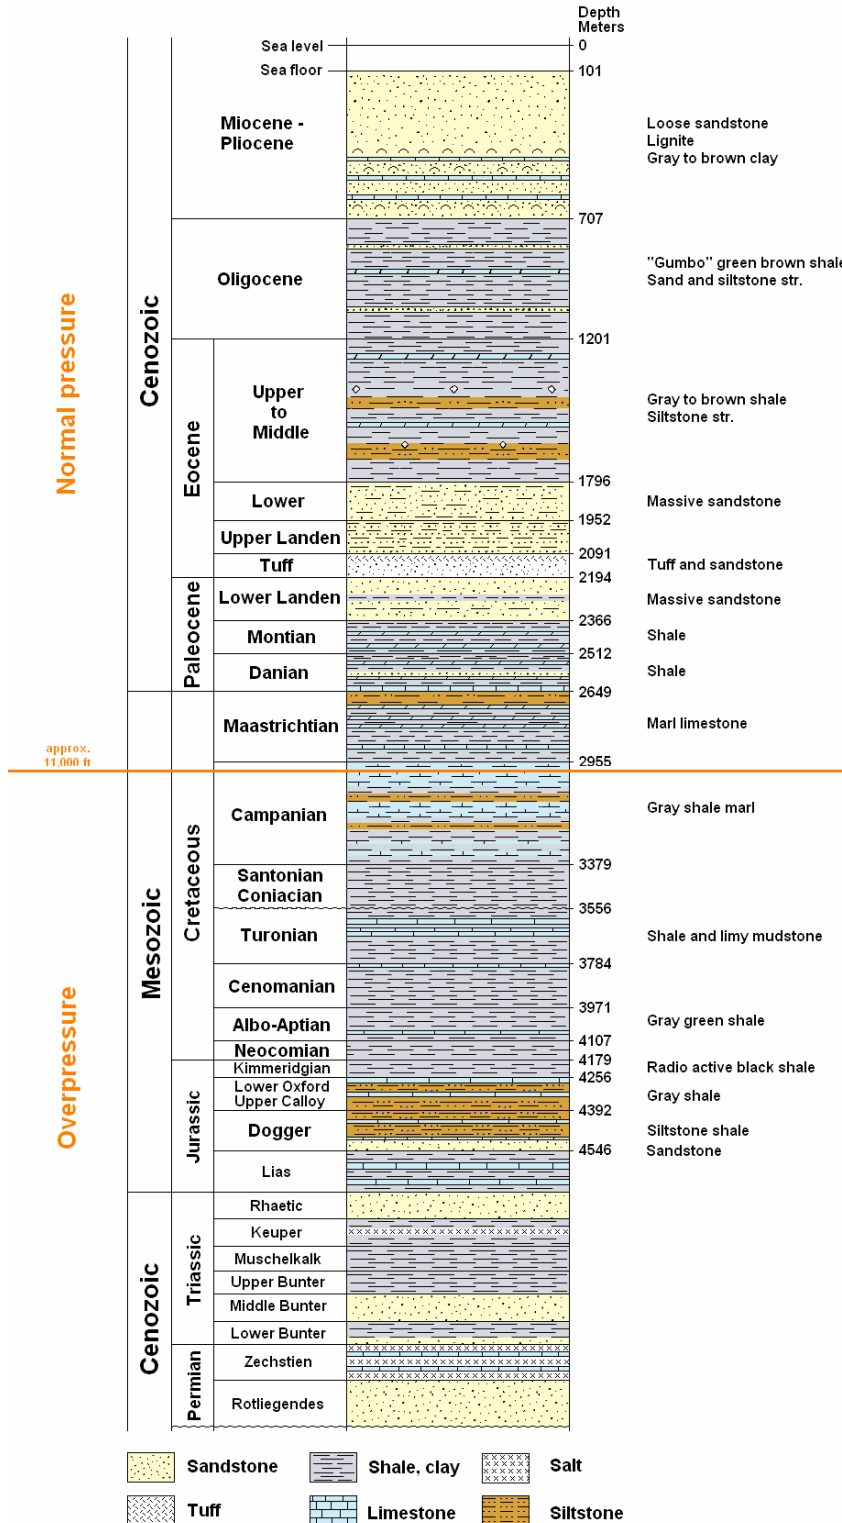 Depth
Meters
Sea level
0
Sea floor
101
Miocene -
Pliocene
Loose sandstone
Lignite
Gray to brown clay
707
Oligocene
"Gumbo" green brown shale
Sand and siltstone str.
1201
Upper
to
Middle
Gray to brown shale
Siltstone str.
1796
Lower
Massive sandstone
1952
Upper Landen
2091
Tuff
Tuff and sandstone
2194
Lower Landen
Massive sandstone
2366
Montian
Shale
2512
Danian
Shale
2649
Maastrichtian
Marl limestone
2955
Campanian
Gray shale marl
3379
Santonian
Coniacian
3556
Turonian
Shale and limy mudstone
3784
Cenomanian
3971
Albo-Aptian
Gray green shale
4107
Neocomian
4179
Kimmeridgian
Radio active black shale
4256
Lower Oxford
Upper Calloy
Gray shale
4392
Dogger
Siltstone shale
4546
Sandstone
Lias
Rhaetic
Keuper
Muschelkalk
Upper Bunter
Middle Bunter
Lower Bunter
Zechstien
Rotliegendes
Normal pressure
approx.
11,000 ft
Overpressure
Cenozoic
Mesozoic
Cenozoic
Eocene
Paleocene
Cretaceous
Jurassic
Triassic
Permian
Sandstone
Shale, clay
Salt
Tuff
Limestone
Siltstone